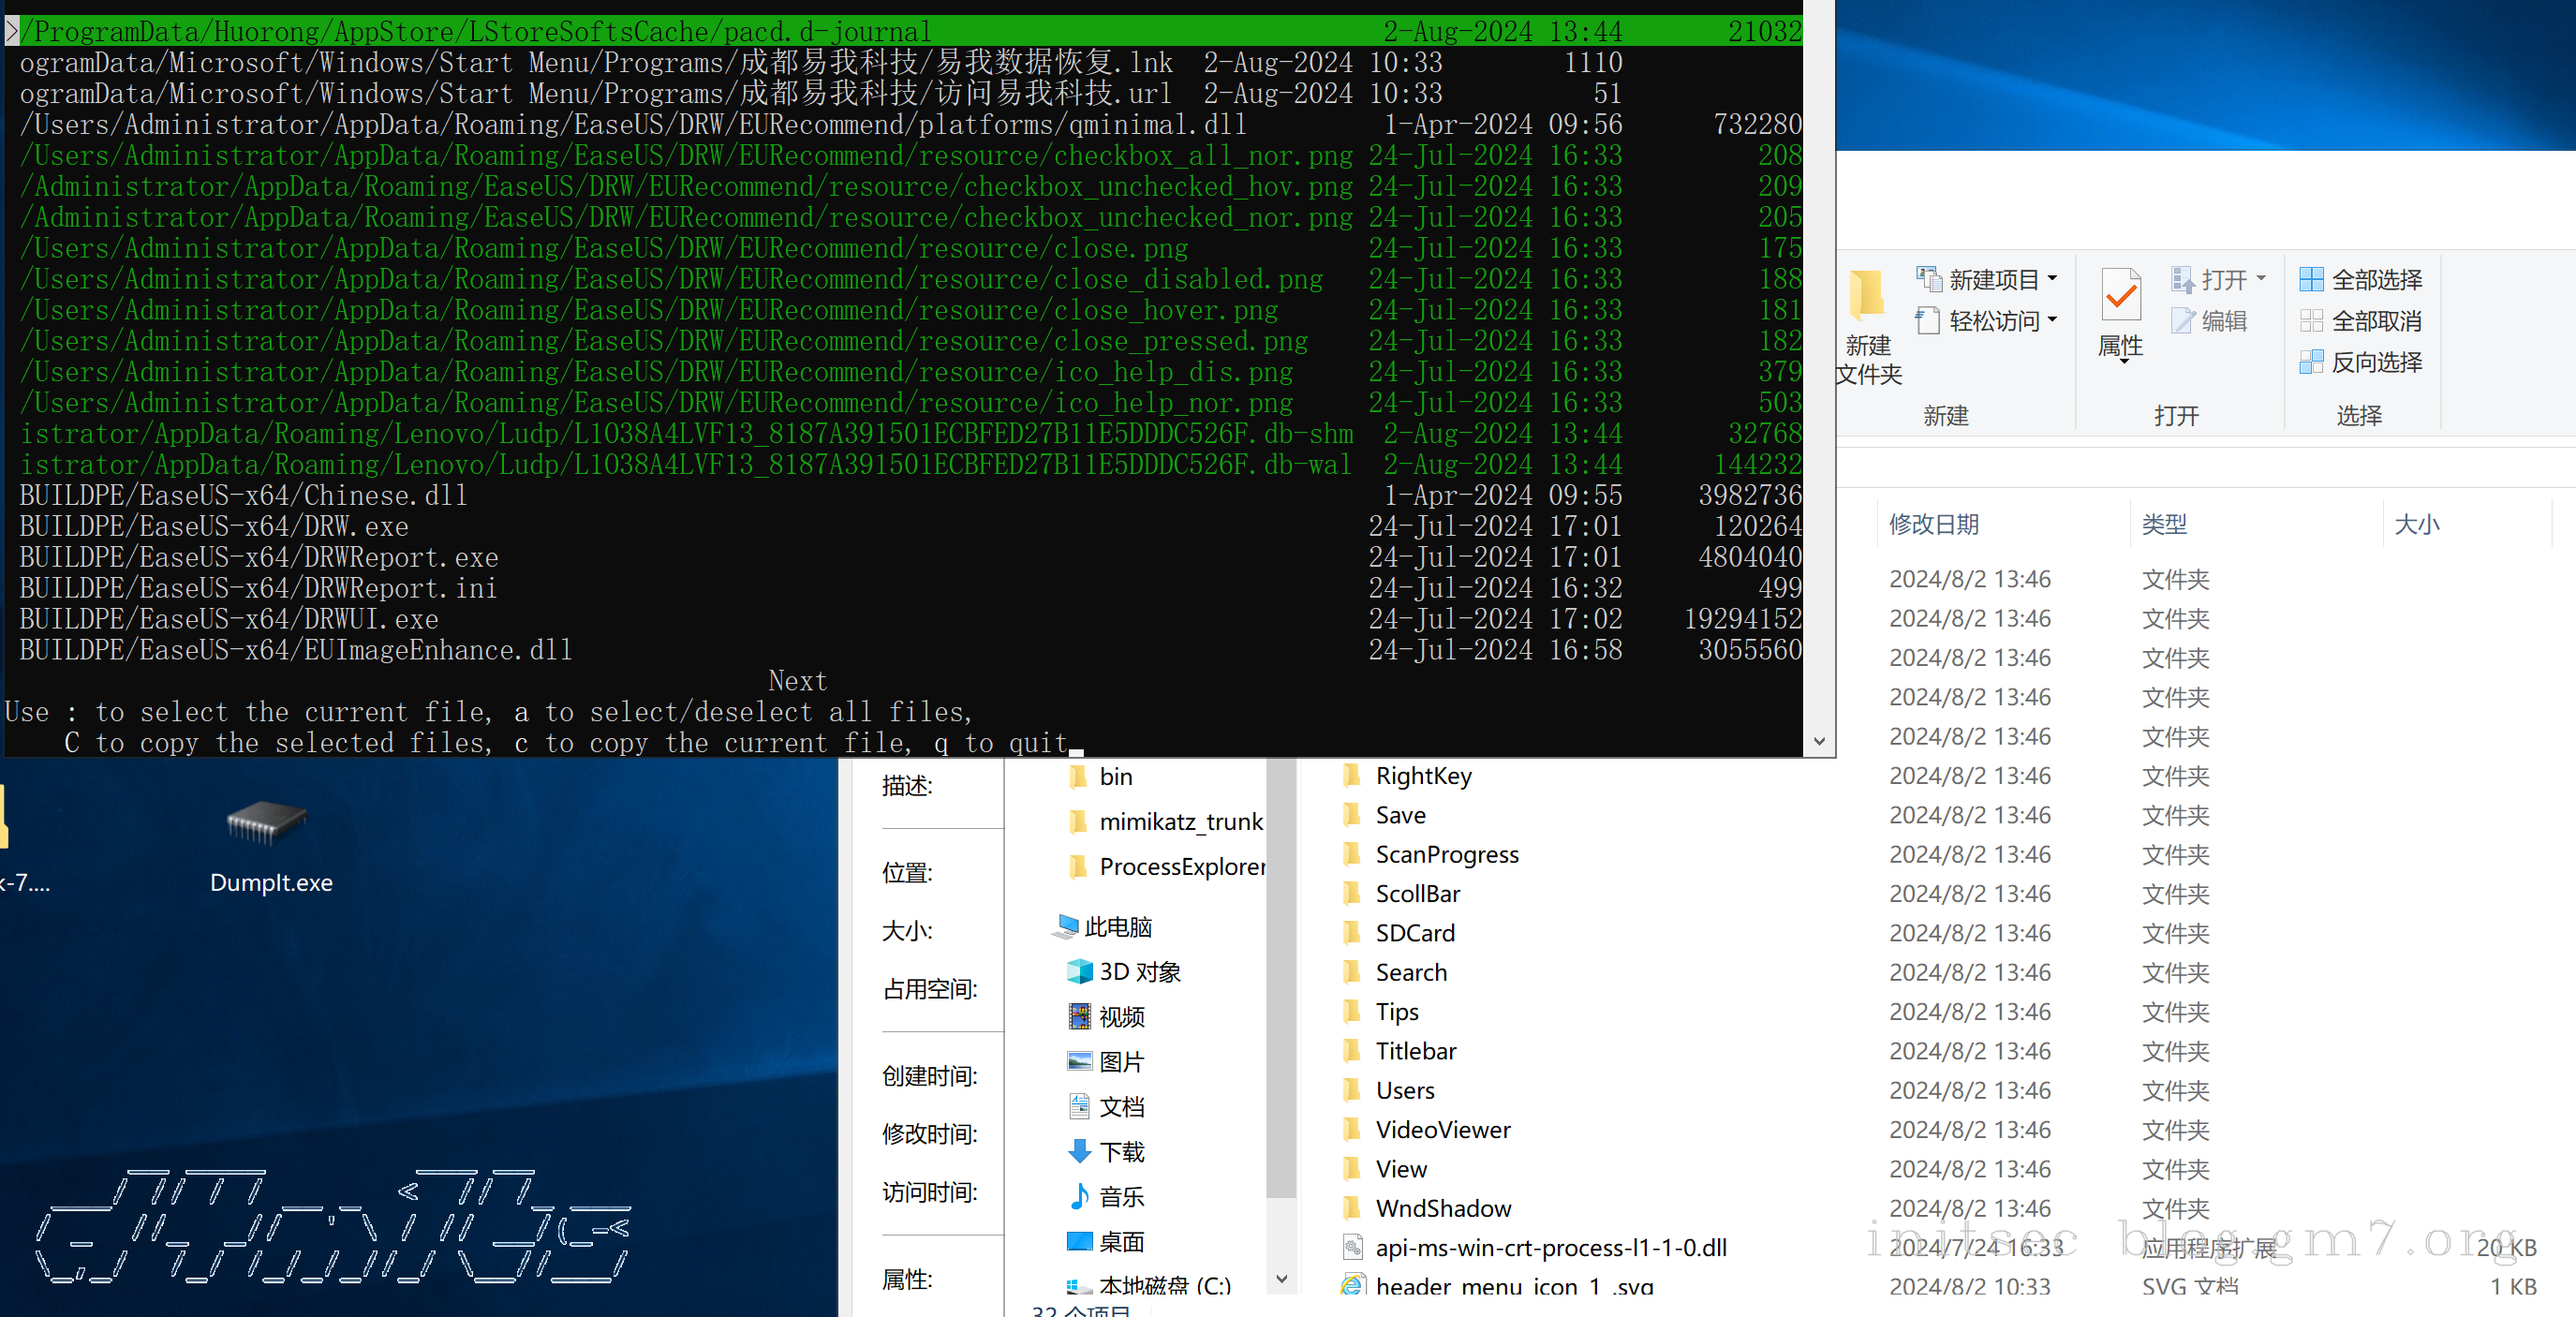 >/ProgramData/Huorong/AppStore/LStoreSoftsCache/pacd.d-journal 2-Aug-2024 13:44 21032
ogramData/Microsoft/Windows/Start Menu/Programs/成都易我科技/易我数据恢复.lnk 2-Aug-2024 10:33 1110
ogramData/Microsoft/Windows/Start Menu/Programs/成都易我科技/访问易我科技.url 2-Aug-2024 10:33 51
/Users/Administrator/AppData/Roaming/EaseUS/DRW/EURecommend/platforms/qminimal.dll 1-Apr-2024 09:56 732280
/Users/Administrator/AppData/Roaming/EaseUS/DRW/EURecommend/resource/checkbox_all_nor.png 24-Jul-2024 16:33 208
/Administrator/AppData/Roaming/EaseUS/DRW/EURecommend/resource/checkbox_unchecked_hov.png 24-Jul-2024 16:33 209
/Administrator/AppData/Roaming/EaseUS/DRW/EURecommend/resource/checkbox_unchecked_nor.png 24-Jul-2024 16:33 205
/Users/Administrator/AppData/Roaming/EaseUS/DRW/EURecommend/resource/close.png 24-Jul-2024 16:33 175
/Users/Administrator/AppData/Roaming/EaseUS/DRW/EURecommend/resource/close_disabled.png 24-Jul-2024 16:33 188
/Users/Administrator/AppData/Roaming/EaseUS/DRW/EURecommend/resource/close_hover.png 24-Jul-2024 16:33 181
/Users/Administrator/AppData/Roaming/EaseUS/DRW/EURecommend/resource/close_pressed.png 24-Jul-2024 16:33 182
/Users/Administrator/AppData/Roaming/EaseUS/DRW/EURecommend/resource/ico_help_dis.png 24-Jul-2024 16:33 379
/Users/Administrator/AppData/Roaming/EaseUS/DRW/EURecommend/resource/ico_help_nor.png 24-Jul-2024 16:33 503
istrator/AppData/Roaming/Lenovo/Ludp/L1038A4LVF13_8187A391501ECBFED27B11E5DDDC526F.db-shm 2-Aug-2024 13:44 32768
istrator/AppData/Roaming/Lenovo/Ludp/L1038A4LVF13_8187A391501ECBFED27B11E5DDDC526F.db-wal 2-Aug-2024 13:44 144232
BUILDPE/EaseUS-x64/Chinese.dll 1-Apr-2024 09:55 3982736
BUILDPE/EaseUS-x64/DRW.exe 24-Jul-2024 17:01 120264
BUILDPE/EaseUS-x64/DRWReport.exe 24-Jul-2024 17:01 4804040
BUILDPE/EaseUS-x64/DRWReport.ini 24-Jul-2024 16:32 499
BUILDPE/EaseUS-x64/DRWUI.exe 24-Jul-2024 17:02 19294152
BUILDPE/EaseUS-x64/EUImageEnhance.dll 24-Jul-2024 16:58 3055560
Next
Use : to select the current file, a to select/deselect all files,
C to copy the selected files, c to copy the current file, q to quit
新建项目
轻松访问
新建
文件夹
新建
属性
打开
编辑
打开
全部选择
全部取消
反向选择
选择
修改日期 类型 大小
2024/8/2 13:46 文件夹
2024/8/2 13:46 文件夹
2024/8/2 13:46 文件夹
2024/8/2 13:46 文件夹
2024/8/2 13:46 文件夹
RightKey 2024/8/2 13:46 文件夹
Save 2024/8/2 13:46 文件夹
ScanProgress 2024/8/2 13:46 文件夹
ScollBar 2024/8/2 13:46 文件夹
SDCard 2024/8/2 13:46 文件夹
Search 2024/8/2 13:46 文件夹
Tips 2024/8/2 13:46 文件夹
Titlebar 2024/8/2 13:46 文件夹
Users 2024/8/2 13:46 文件夹
VideoViewer 2024/8/2 13:46 文件夹
View 2024/8/2 13:46 文件夹
WndShadow 2024/8/2 13:46 文件夹
api-ms-win-crt-process-l1-1-0.dll 2024/7/24 16:33 应用程序扩展 20 KB
header_menu_icon_1_.svg 2024/8/2 10:33 SVG 文档 1 KB
bin
mimikatz_trunk
ProcessExplorer
此电脑
3D 对象
视频
图片
文档
下载
音乐
桌面
本地磁盘 (C:)
32 个项目
描述:
位置:
大小:
占用空间:
创建时间:
修改时间:
访问时间:
属性:
k-7....
DumpIt.exe
initsec blog.gm7.org